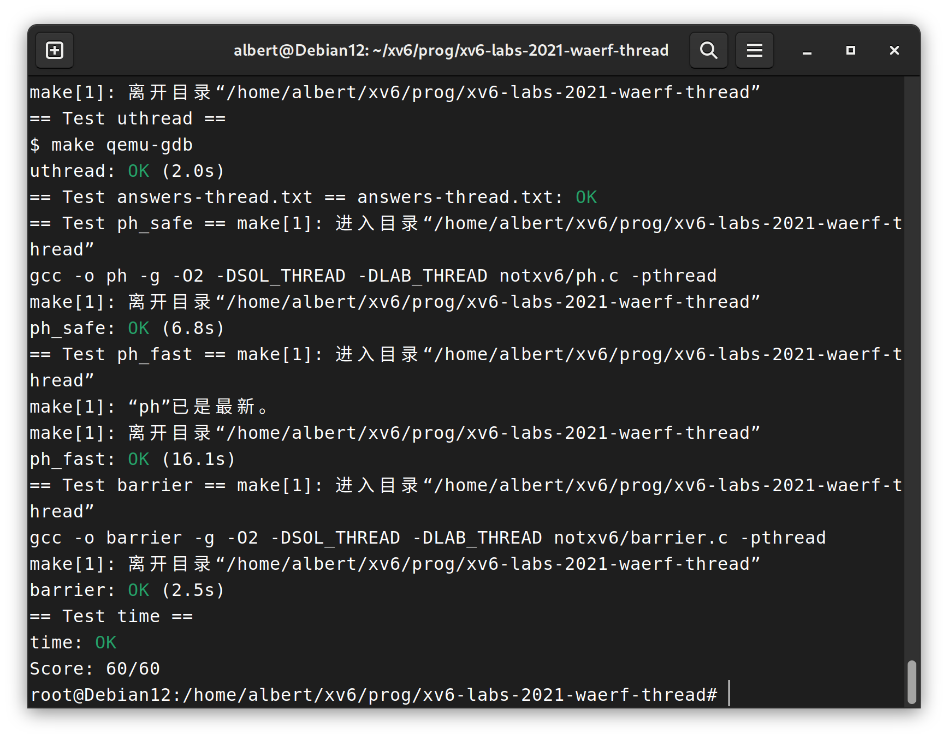 albert@Debian12: ~/xv6/prog/xv6-labs-2021-waerf-thread
make[1]: 离开目录“/home/albert/xv6/prog/xv6-labs-2021-waerf-thread”
== Test uthread ==
$ make qemu-gdb
uthread: OK (2.0s)
== Test answers-thread.txt == answers-thread.txt: OK
== Test ph_safe == make[1]: 进入目录“/home/albert/xv6/prog/xv6-labs-2021-waerf-t
hread”
gcc -o ph -g -O2 -DSOL_THREAD -DLAB_THREAD notxv6/ph.c -pthread
make[1]: 离开目录“/home/albert/xv6/prog/xv6-labs-2021-waerf-thread”
ph_safe: OK (6.8s)
== Test ph_fast == make[1]: 进入目录“/home/albert/xv6/prog/xv6-labs-2021-waerf-t
hread”
make[1]: “ph”已是最新。
make[1]: 离开目录“/home/albert/xv6/prog/xv6-labs-2021-waerf-thread”
ph_fast: OK (16.1s)
== Test barrier == make[1]: 进入目录“/home/albert/xv6/prog/xv6-labs-2021-waerf-t
hread”
gcc -o barrier -g -O2 -DSOL_THREAD -DLAB_THREAD notxv6/barrier.c -pthread
make[1]: 离开目录“/home/albert/xv6/prog/xv6-labs-2021-waerf-thread”
barrier: OK (2.5s)
== Test time ==
time: OK
Score: 60/60
root@Debian12:/home/albert/xv6/prog/xv6-labs-2021-waerf-thread#